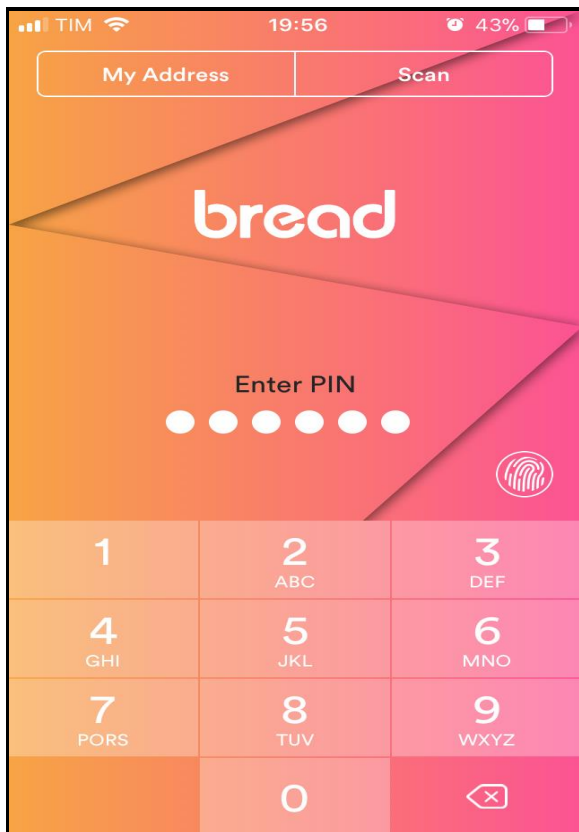 TIM 19:56 43%
My Address Scan
bread
Enter PIN
1 2 3
ABC DEF
4 5 6
GHI JKL MNO
7 8 9
PORS TUV WXYZ
0